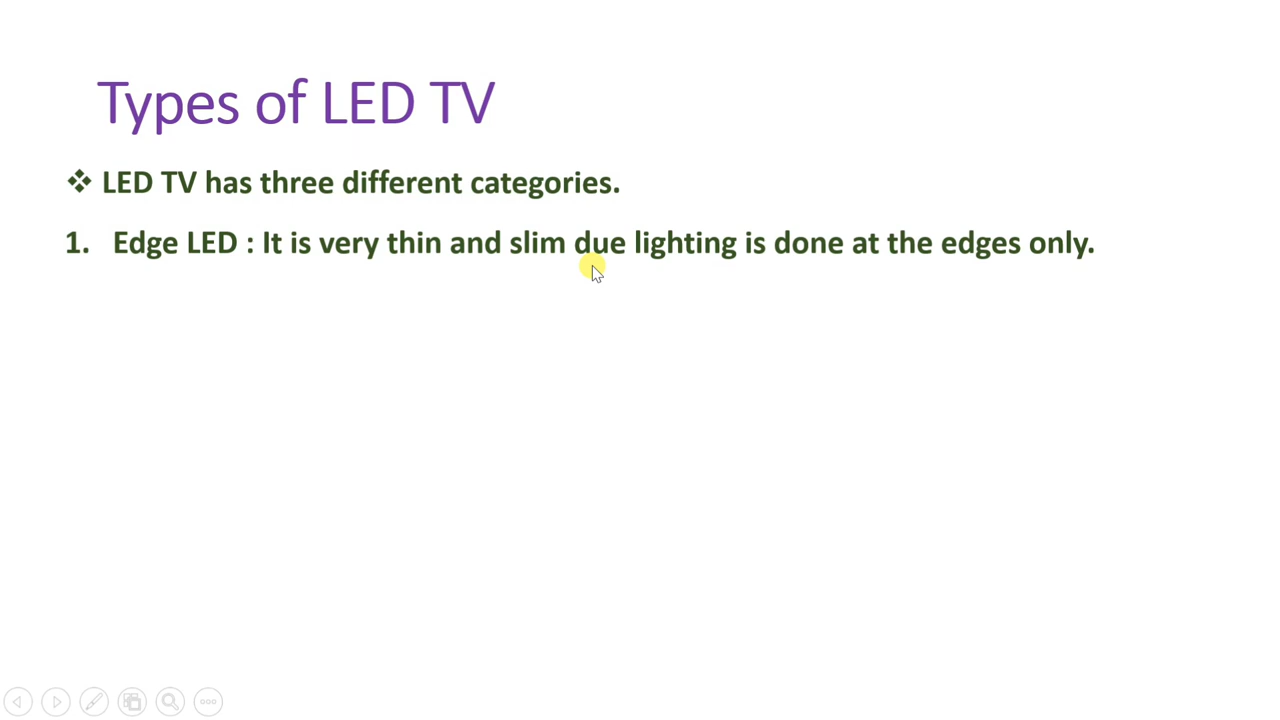 Types of LED TV
❖ LED TV has three different categories.
1. Edge LED : It is very thin and slim due lighting is done at the edges only.